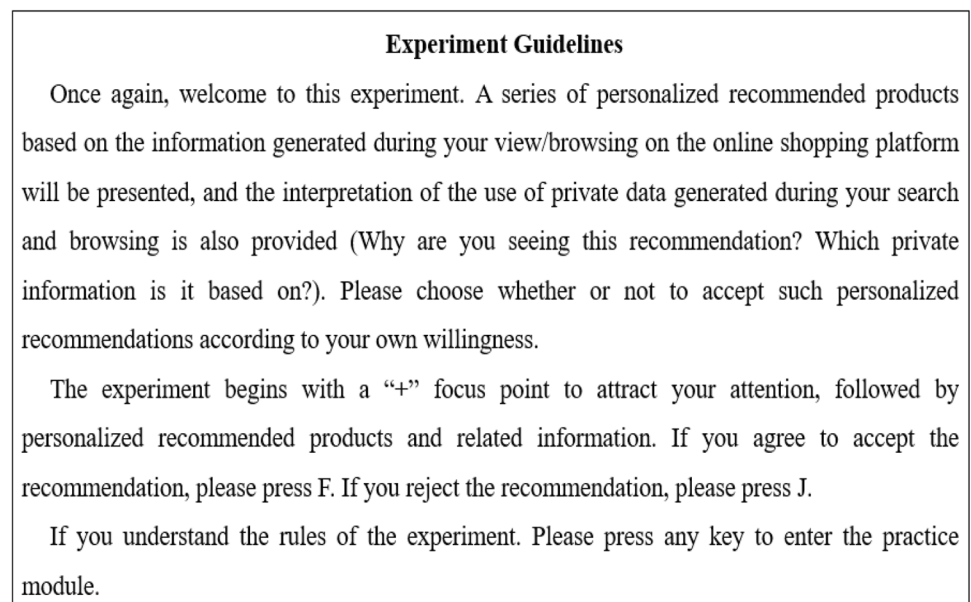 Experiment Guidelines
Once again, welcome to this experiment. A series of personalized recommended products
based on the information generated during your view/browsing on the online shopping platform
will be presented, and the interpretation of the use of private data generated during your search
and browsing is also provided (Why are you seeing this recommendation? Which private
information is it based on?). Please choose whether or not to accept such personalized
recommendations according to your own willingness.
The experiment begins with a “+” focus point to attract your attention, followed by
personalized recommended products and related information. If you agree to accept the
recommendation, please press F. If you reject the recommendation, please press J.
If you understand the rules of the experiment. Please press any key to enter the practice
module.